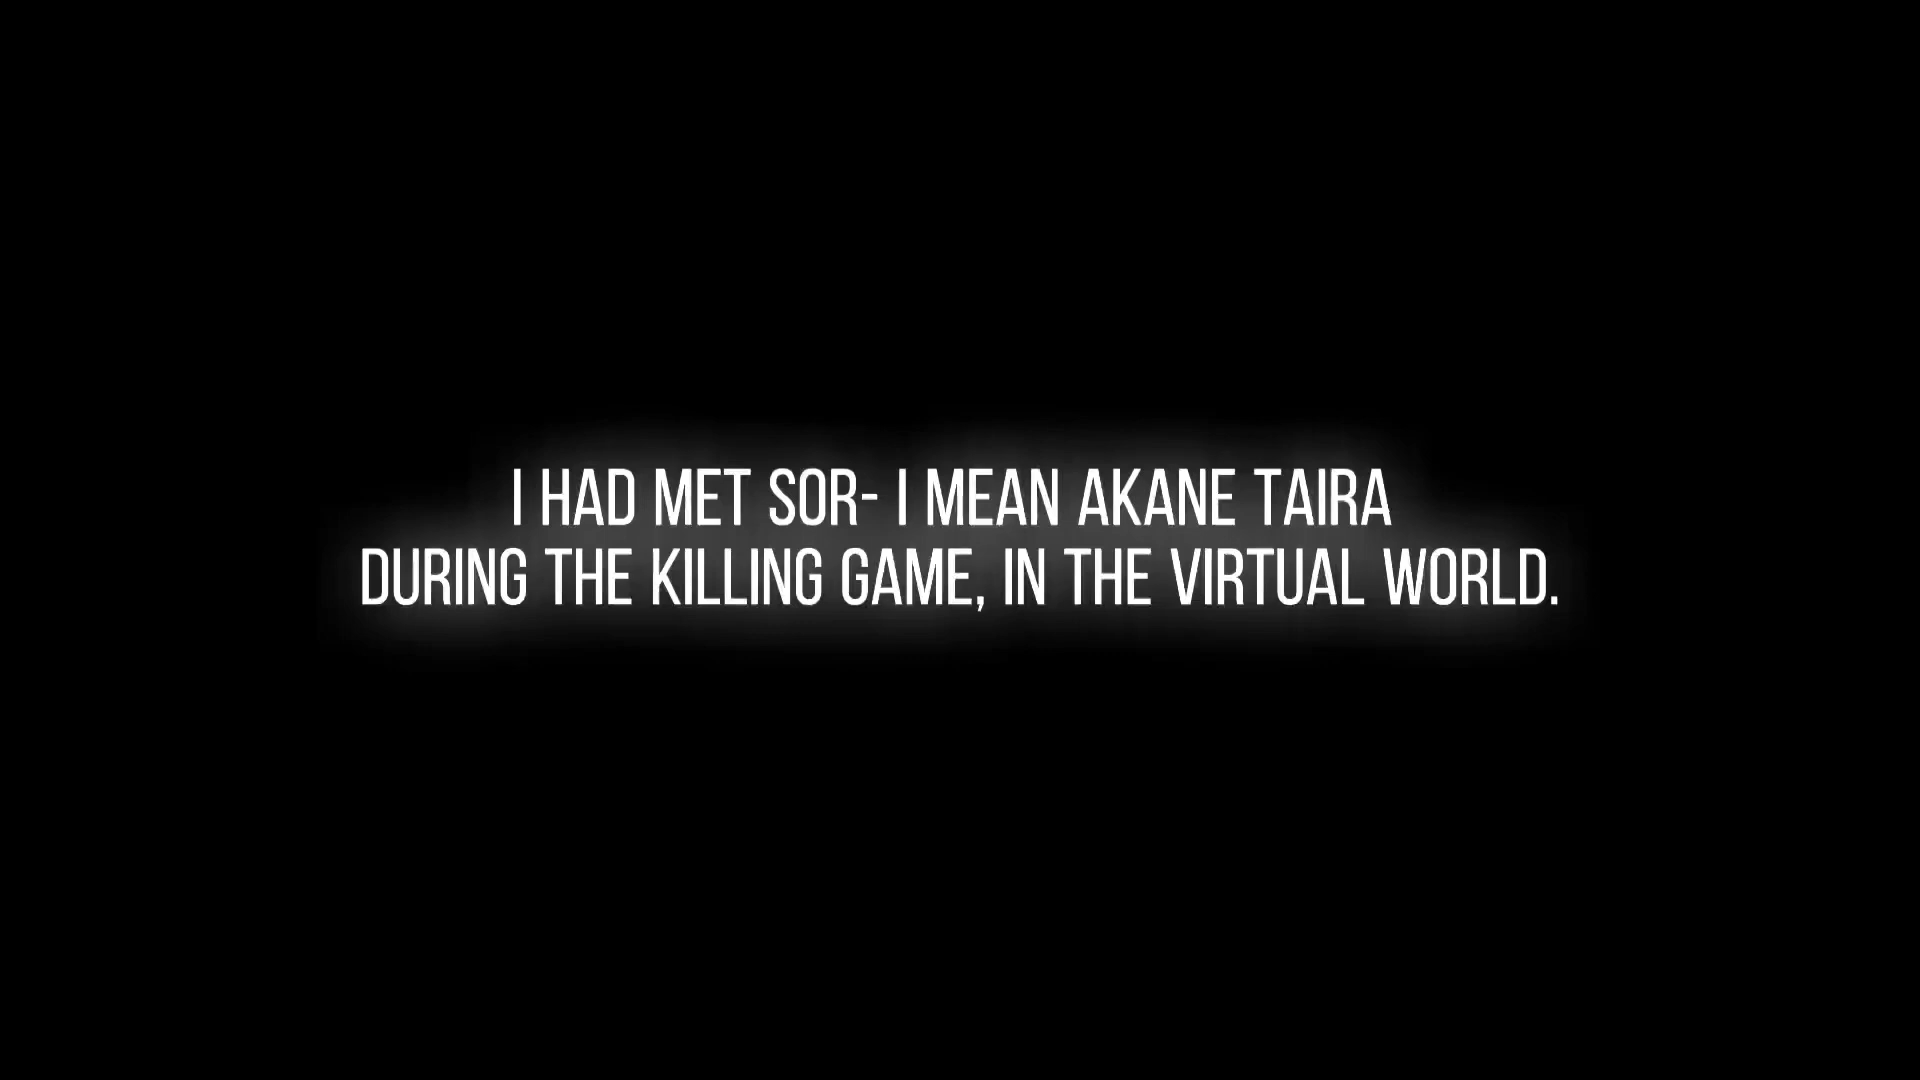 I HAD MET SOR- I MEAN AKANE TAIRA
DURING THE KILLING GAME, IN THE VIRTUAL WORLD.